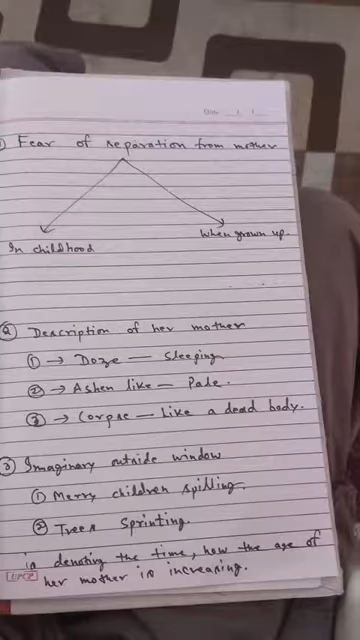 Date / /
① Fear of separation from mother
In childhood
When grown up.
② Description of her mother
① → Doze — sleeping
② → Ashen like — Pale.
③ → Corpse — Like a dead body.
③ Imaginary outside window
① Merry children spilling.
② Trees sprinting.
is denoting the time, how the age of
her mother is increasing.